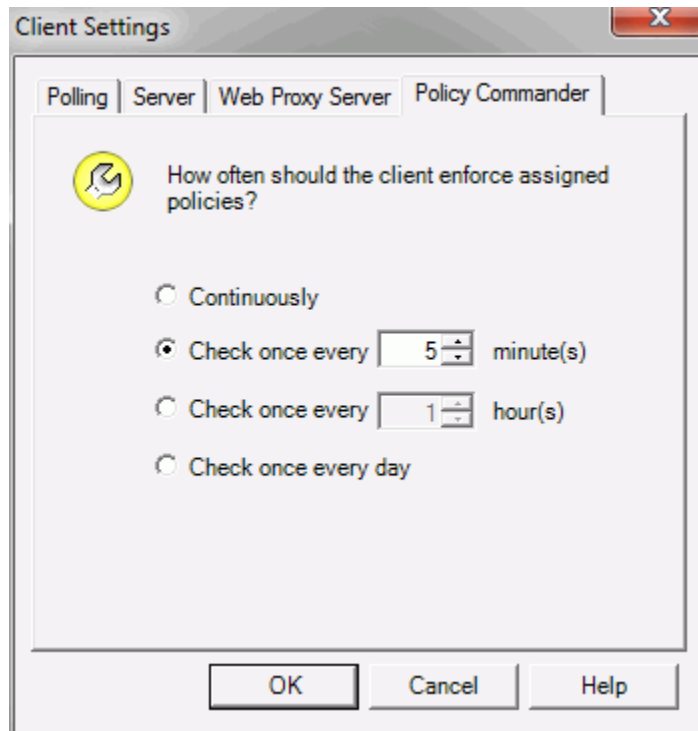 Client Settings
X
Polling Server Web Proxy Server Policy Commander
How often should the client enforce assigned
policies?
Continuously
Check once every 5 minute(s)
Check once every 1 hour(s)
Check once every day
OK Cancel Help